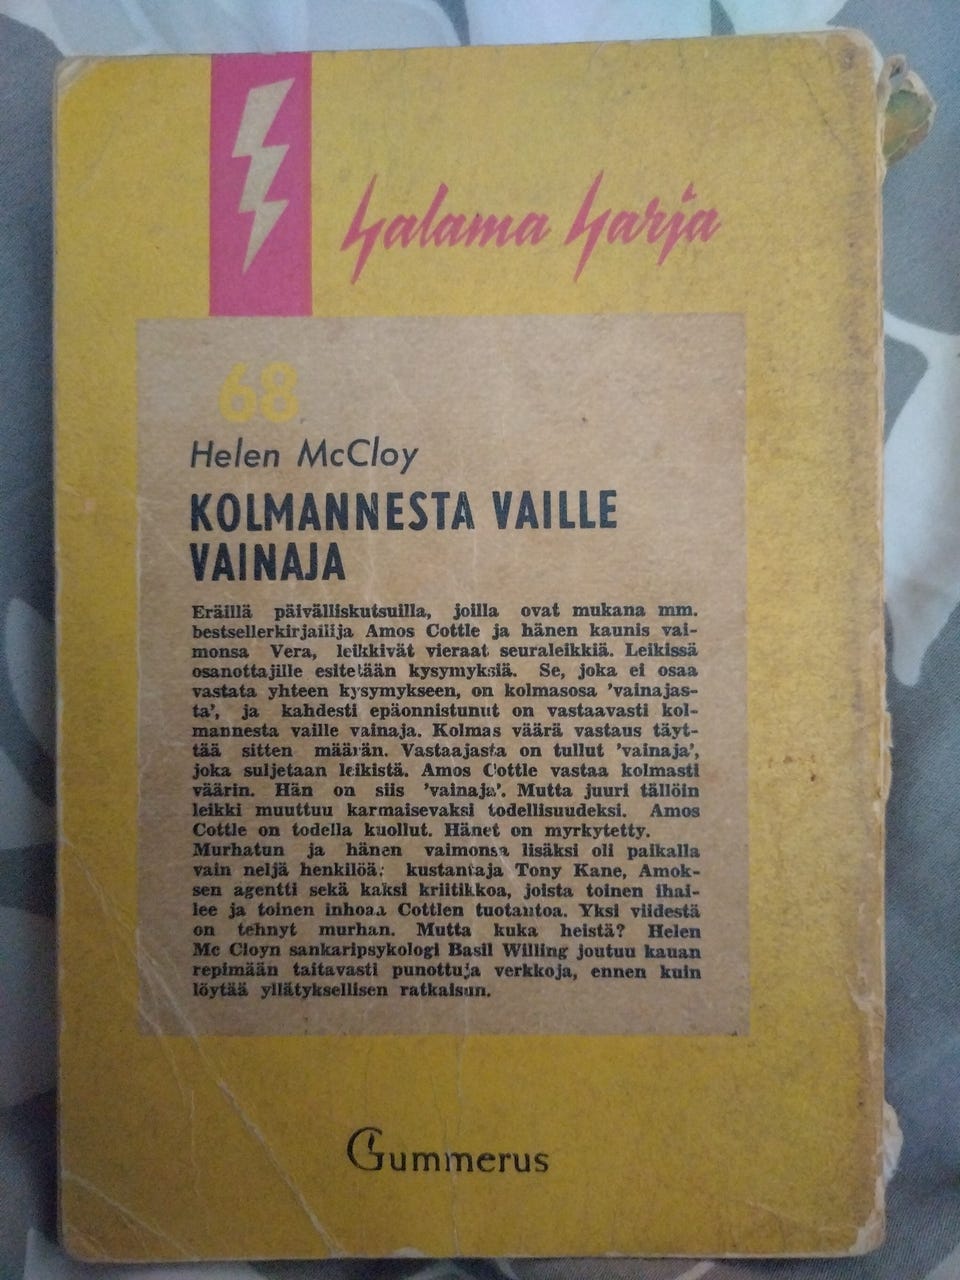 Salama Sarja
68
Helen McCloy
KOLMANNESTA VAILLE
VAINAJA
Eräillä päivälliskutsuilla, joilla ovat mukana mm.
bestsellerkirjailija Amos Cottle ja hänen kaunis vai-
monsa Vera, leikkivät vieraat seuraleikkiä. Leikissä
osanottajille esitetään kysymyksiä. Se, joka ei osaa
vastata yhteen kysymykseen, on kolmasosa 'vainajas-
ta', ja kahdesti epäonnistunut on vastaavasti kol-
mannesta vaille vainaja. Kolmas väärä vastaus täyt-
tää sitten määrän. Vastaajasta on tullut 'vainaja',
joka suljetaan leikistä. Amos Cottle vastaa kolmasti
väärin. Hän on siis 'vainaja'. Mutta juuri tällöin
leikki muuttuu karmaisevaksi todellisuudeksi. Amos
Cottle on todella kuollut. Hänet on myrkytetty.
Murhatun ja hänen vaimonsa lisäksi oli paikalla
vain neljä henkilöä: kustantaja Tony Kane, Amok-
sen agentti sekä kaksi kriitikkoa, joista toinen ihai-
lee ja toinen inhoaa Cottlen tuotantoa. Yksi viidestä
on tehnyt murhan. Mutta kuka heistä? Helen
Mc Cloyn sankaripsykologi Basil Willing joutuu kauan
repimään taitavasti punottuja verkkoja, ennen kuin
löytää yllätyksellisen ratkaisun.
Gummerus